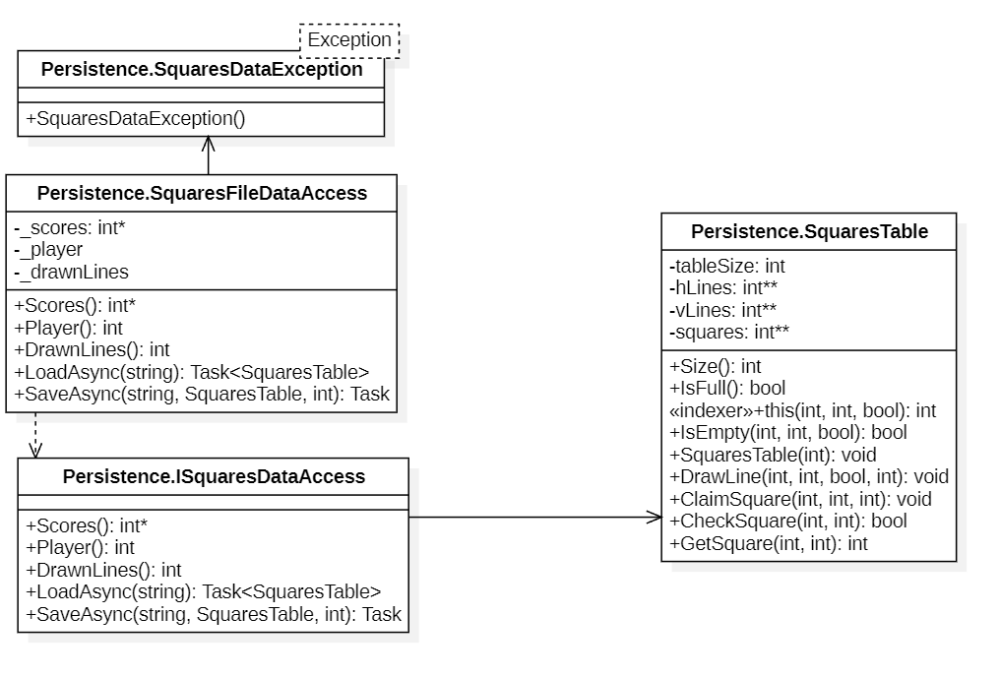 Exception
Persistence.SquaresDataException
+SquaresDataException()
Persistence.SquaresFileDataAccess
-_scores: int*
-_player
-_drawnLines
+Scores(): int*
+Player(): int
+DrawnLines(): int
+LoadAsync(string): Task<SquaresTable>
+SaveAsync(string, SquaresTable, int): Task
Persistence.ISquaresDataAccess
+Scores(): int*
+Player(): int
+DrawnLines(): int
+LoadAsync(string): Task<SquaresTable>
+SaveAsync(string, SquaresTable, int): Task
Persistence.SquaresTable
-tableSize: int
-hLines: int**
-vLines: int**
-squares: int**
+Size(): int
+IsFull(): bool
«indexer»+this(int, int, bool): int
+IsEmpty(int, int, bool): bool
+SquaresTable(int): void
+DrawLine(int, int, bool, int): void
+ClaimSquare(int, int, int): void
+CheckSquare(int, int): bool
+GetSquare(int, int): int